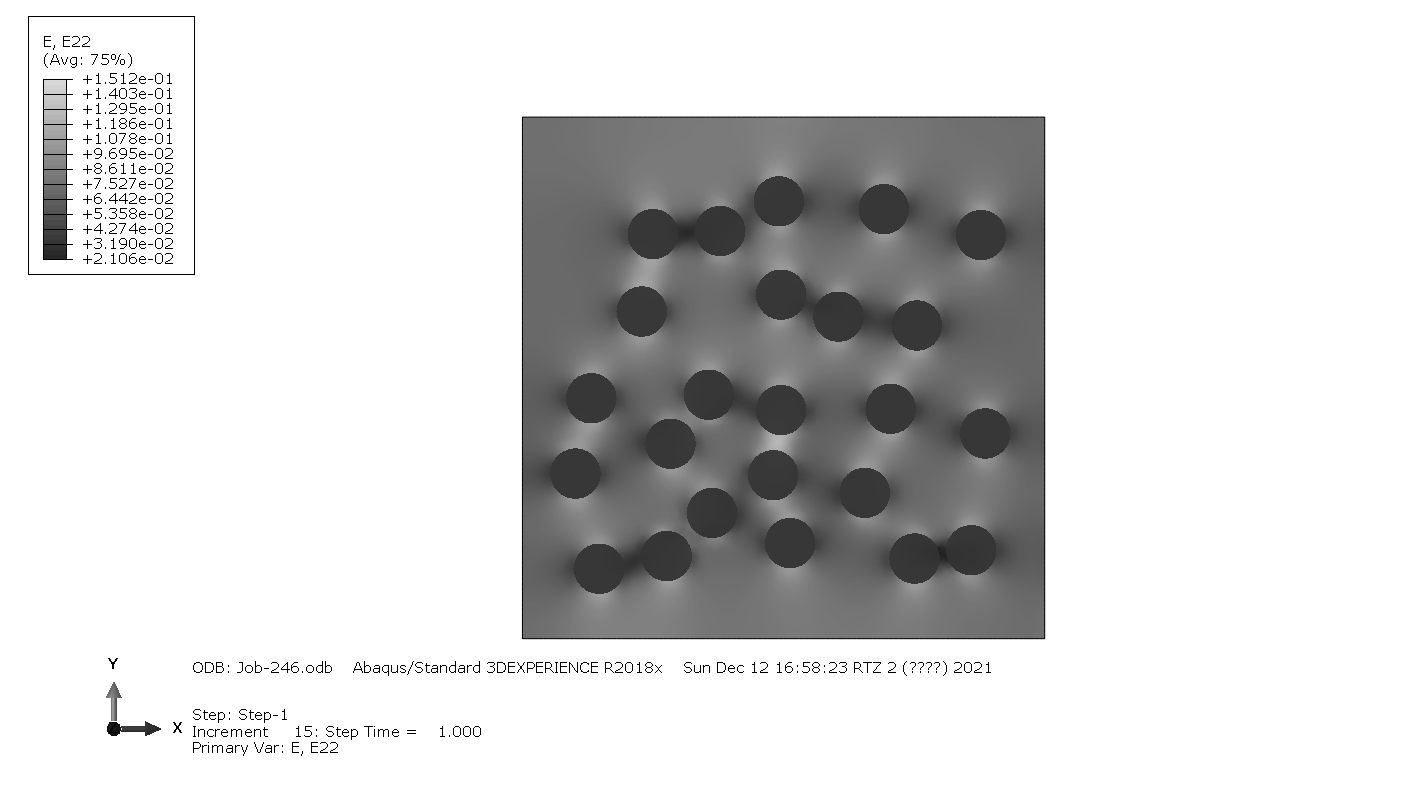 E, E22
(Avg: 75%)
+1.512e-01
+1.403e-01
+1.295e-01
+1.186e-01
+1.078e-01
+9.695e-02
+8.611e-02
+7.527e-02
+6.442e-02
+5.358e-02
+4.274e-02
+3.190e-02
+2.106e-02
Y
X
ODB: Job-246.odb    Abaqus/Standard 3DEXPERIENCE R2018x    Sun Dec 12 16:58:23 RTZ 2 (????) 2021
Step: Step-1
Increment     15: Step Time =    1.000
Primary Var: E, E22